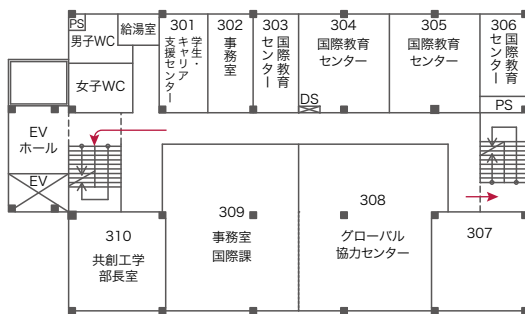 PS
男子WC
給湯室
女子WC
301
学生・
キャリア
支援センター
302
事務室
303
国際教育
センター
304
国際教育
センター
305
国際教育
センター
306
国際教育
センター
DS
PS
EV
ホール
EV
310
共創工学
部長室
309
事務室
国際課
308
グローバル
協力センター
307